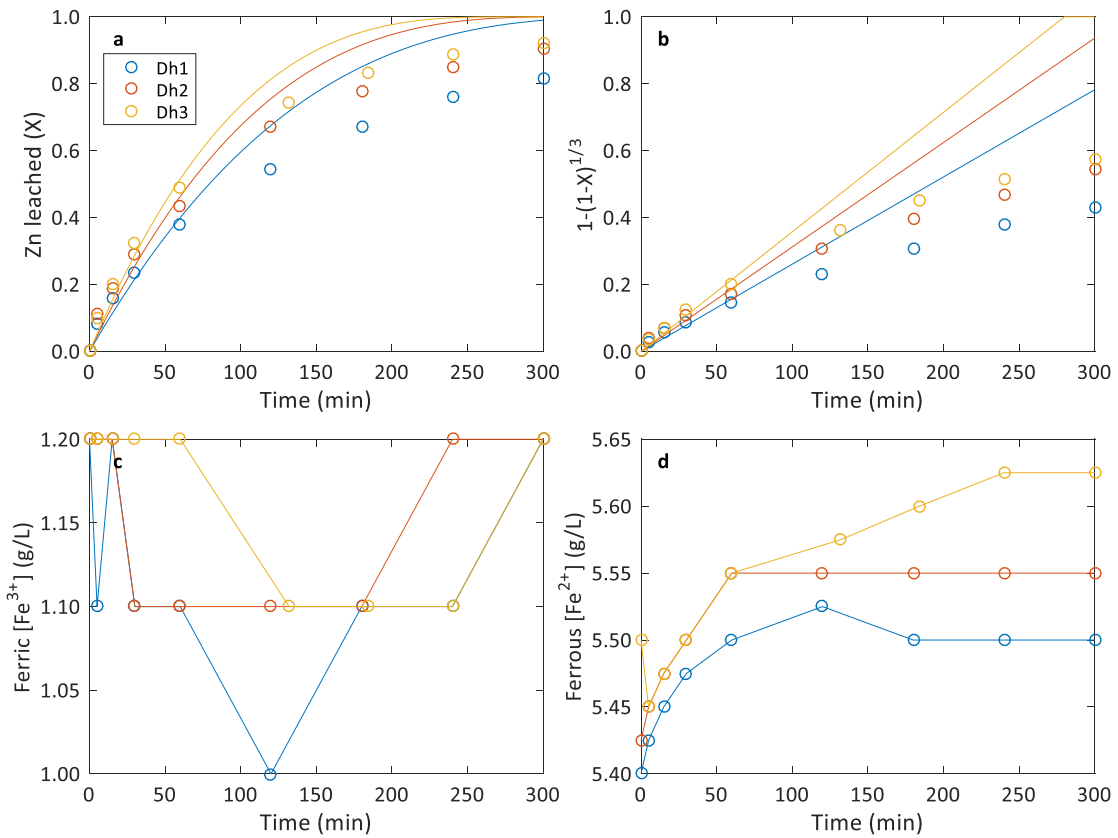 a
Dh1
Dh2
Dh3
1.0
0.8
0.6
0.4
0.2
0.0
Zn leached (X)
0 50 100 150 200 250 300
Time (min)
b
1.0
0.8
0.6
0.4
0.2
0.0
1-(1-X)^1/3
0 50 100 150 200 250 300
Time (min)
c
1.20
1.15
1.10
1.05
1.00
Ferric [Fe³⁺] (g/L)
0 50 100 150 200 250 300
Time (min)
d
5.65
5.60
5.55
5.50
5.45
5.40
Ferrous [Fe²⁺] (g/L)
0 50 100 150 200 250 300
Time (min)